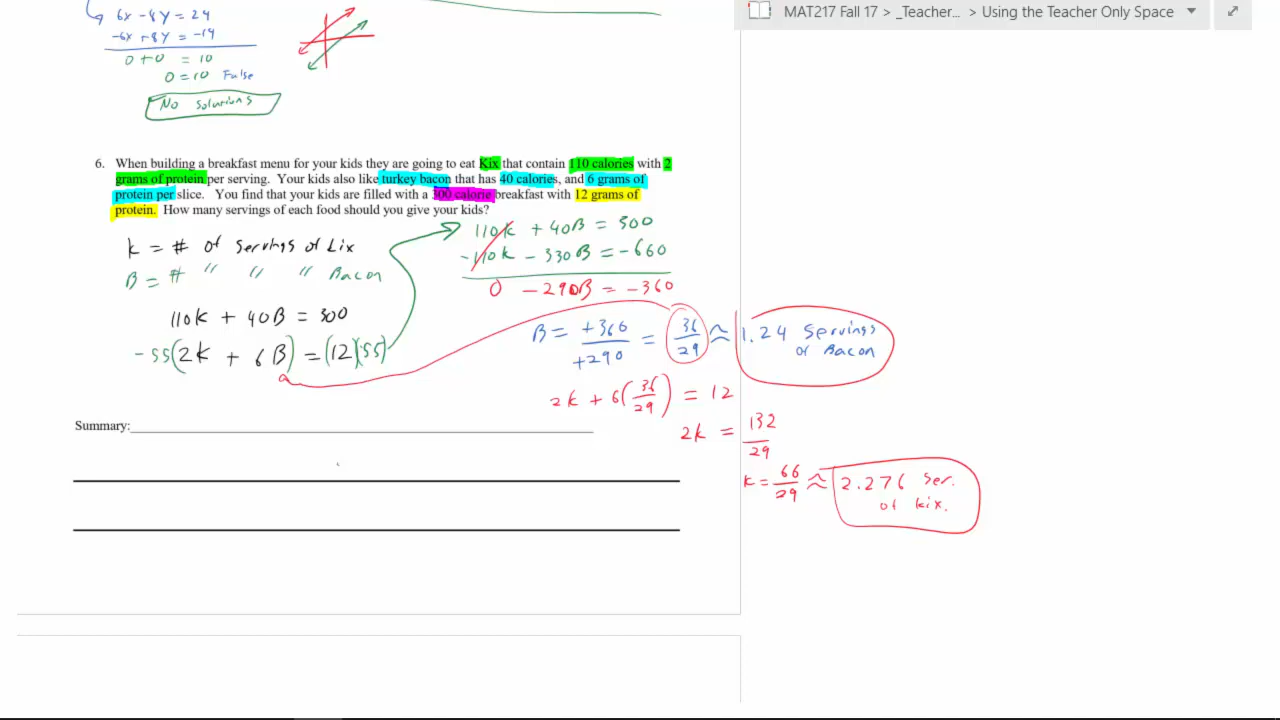 MAT217 Fall 17 > _Teacher... > Using the Teacher Only Space
6x - 8y = 24
-6x + 8y = -14
0 + 0 = 10
0 = 10 False
No solutions
6. When building a breakfast menu for your kids they are going to eat Kix that contain 110 calories with 2
grams of protein per serving. Your kids also like turkey bacon that has 40 calories, and 6 grams of
protein per slice. You find that your kids are filled with a 300 calorie breakfast with 12 grams of
protein. How many servings of each food should you give your kids?
K = # of servings of Kix
B = # " " " Bacon
110K + 40B = 300
-55(2K + 6B) = (12)(-55)
110K + 40B = 300
-110K - 330B = -660
0 - 290B = -360
B = +360/+290 = 36/29 ≈ 1.24 Servings
of Bacon
2K + 6(36/29) = 12
2K = 132/29
K = 66/29 ≈ 2.276 Ser.
of Kix.
Summary: